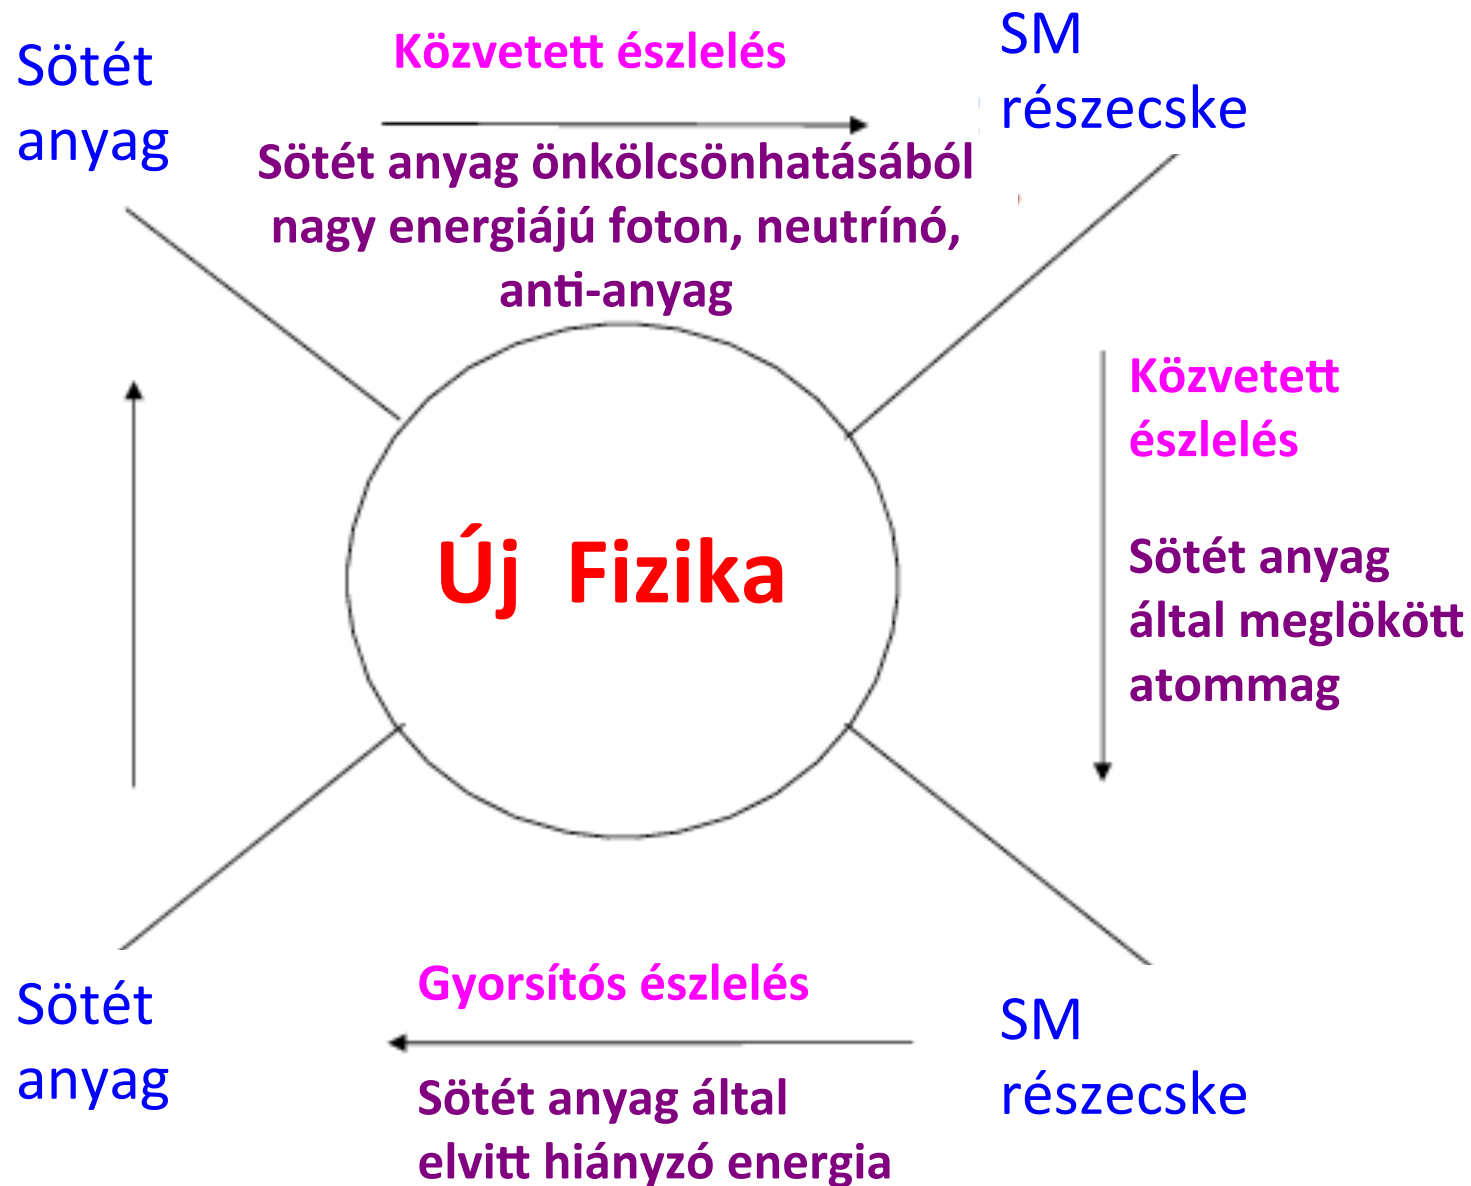 Sötét
anyag
Közvetett észlelés
SM
részecske
Sötét anyag önkölcsönhatásából
nagy energiájú foton, neutrínó,
anti-anyag
Közvetett
észlelés
Sötét anyag
által meglökött
atommag
Új Fizika
Sötét
anyag
Gyorsítós észlelés
Sötét anyag által
elvitt hiányzó energia
SM
részecske